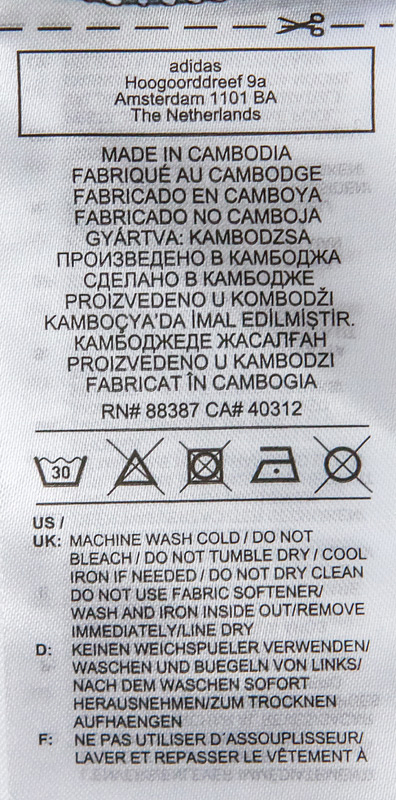 adidas
Hoogoorddreef 9a
Amsterdam 1101 BA
The Netherlands
MADE IN CAMBODIA
FABRIQUÉ AU CAMBODGE
FABRICADO EN CAMBOYA
FABRICADO NO CAMBOJA
GYÁRTVA: KAMBODZSA
ПРОИЗВЕДЕНО В КАМБОДЖА
СДЕЛАНО В КАМБОДЖЕ
PROIZVEDENO U KOMBODŽI
KAMBOÇYA'DA İMAL EDİLMİŞTİR.
КАМБОДЖЕДЕ ЖАСАЛҒАН
PROIZVEDENO U KAMBODZI
FABRICAT ÎN CAMBOGIA
RN# 88387 CA# 40312
30
US /
UK: MACHINE WASH COLD / DO NOT
BLEACH / DO NOT TUMBLE DRY / COOL
IRON IF NEEDED / DO NOT DRY CLEAN
DO NOT USE FABRIC SOFTENER/
WASH AND IRON INSIDE OUT/REMOVE
IMMEDIATELY/LINE DRY
D: KEINEN WEICHSPUELER VERWENDEN/
WASCHEN UND BUEGELN VON LINKS/
NACH DEM WASCHEN SOFORT
HERAUSNEHMEN/ZUM TROCKNEN
AUFHAENGEN
F: NE PAS UTILISER D'ASSOUPLISSEUR/
LAVER ET REPASSER LE VÊTEMENT À